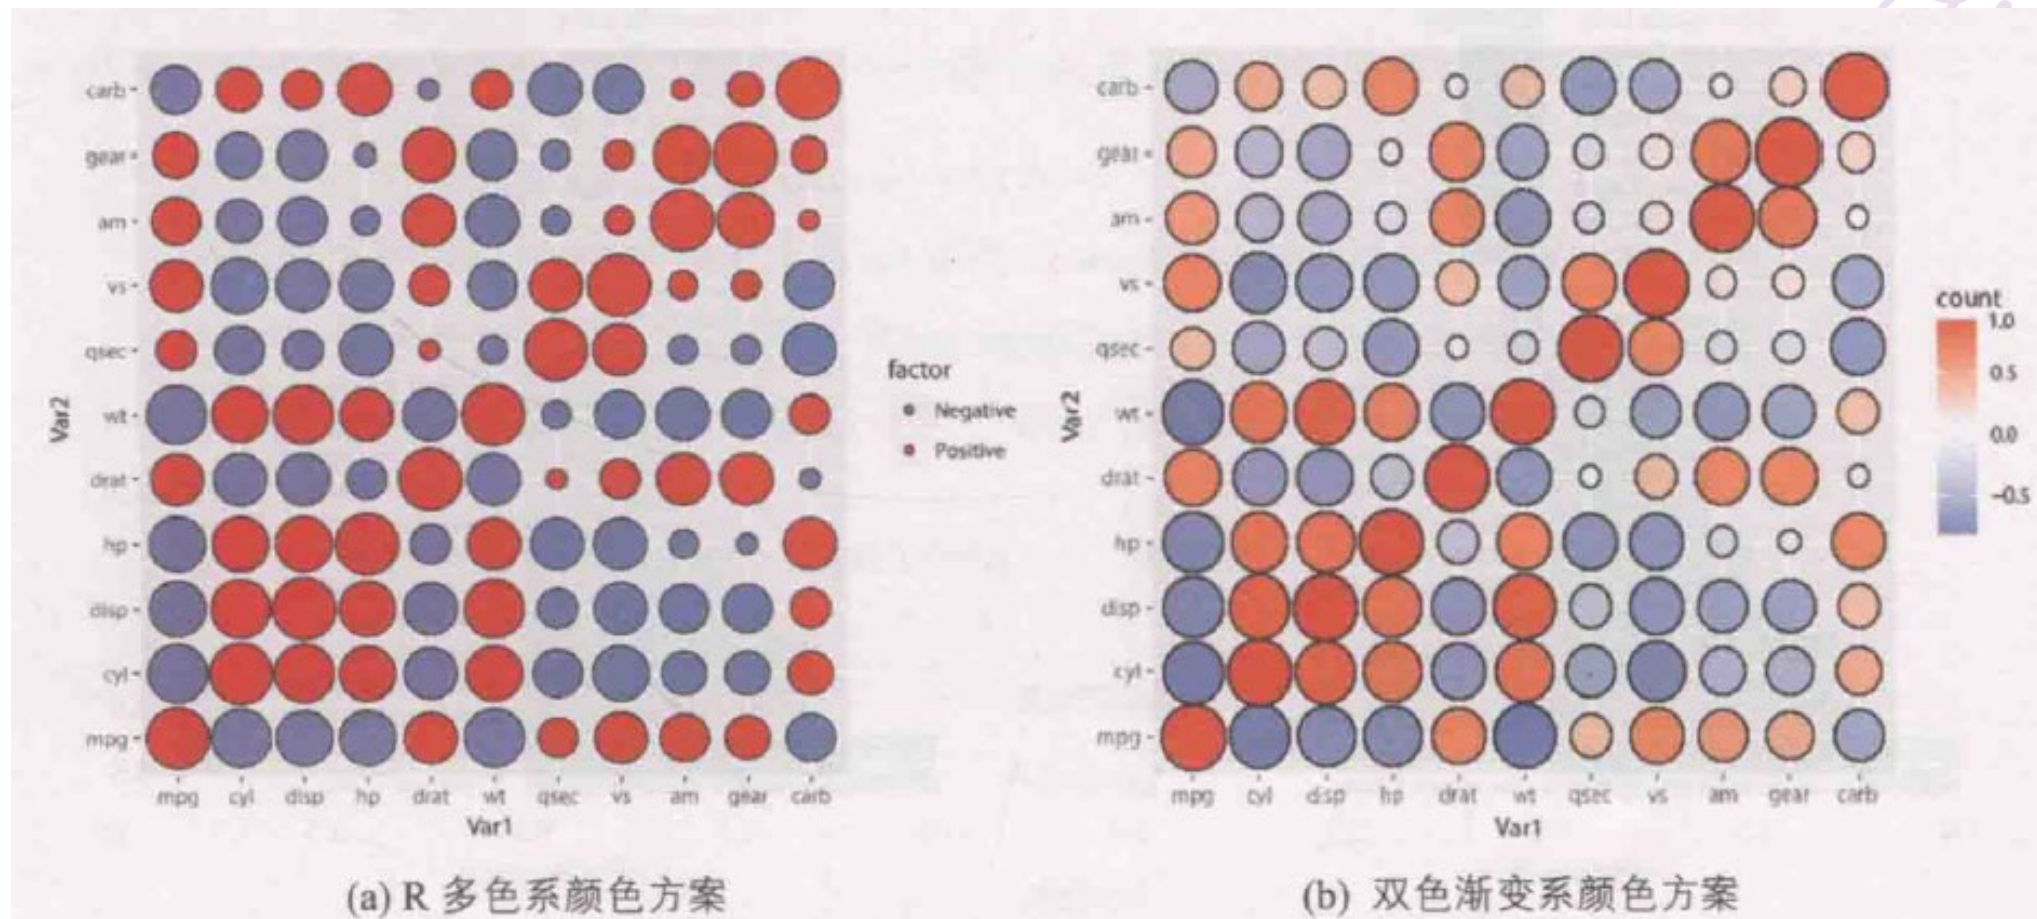 carb
gear
am
vs
qsec
wt
drat
hp
disp
cyl
mpg
Var2
mpg cyl disp hp drat wt qsec vs am gear carb
Var1
factor
Negative
Positive
(a) R 多色系颜色方案
carb
gear
am
vs
qsec
wt
drat
hp
disp
cyl
mpg
Var2
mpg cyl disp hp drat wt qsec vs am gear carb
Var1
count
1.0
0.5
0.0
-0.5
(b) 双色渐变系颜色方案